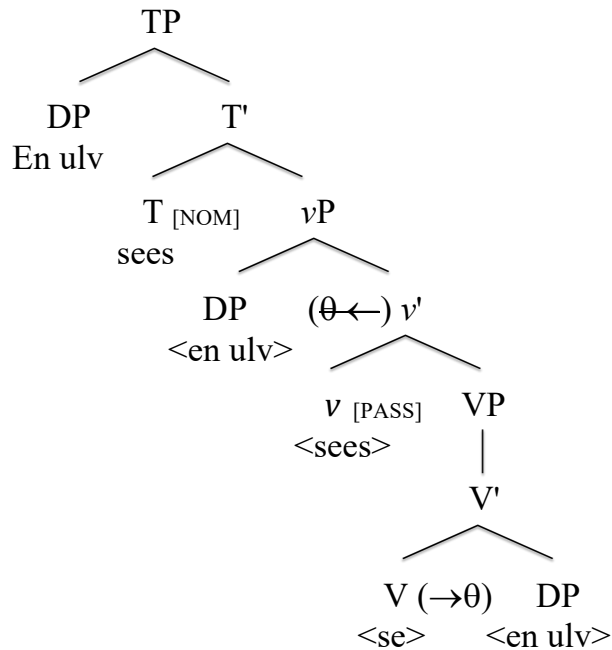 TP
DP T'
En ulv
T [NOM] vP
sees
DP (θ ←) v'
<en ulv>
v [PASS] VP
<sees>
V'
V (→θ) DP
<se> <en ulv>